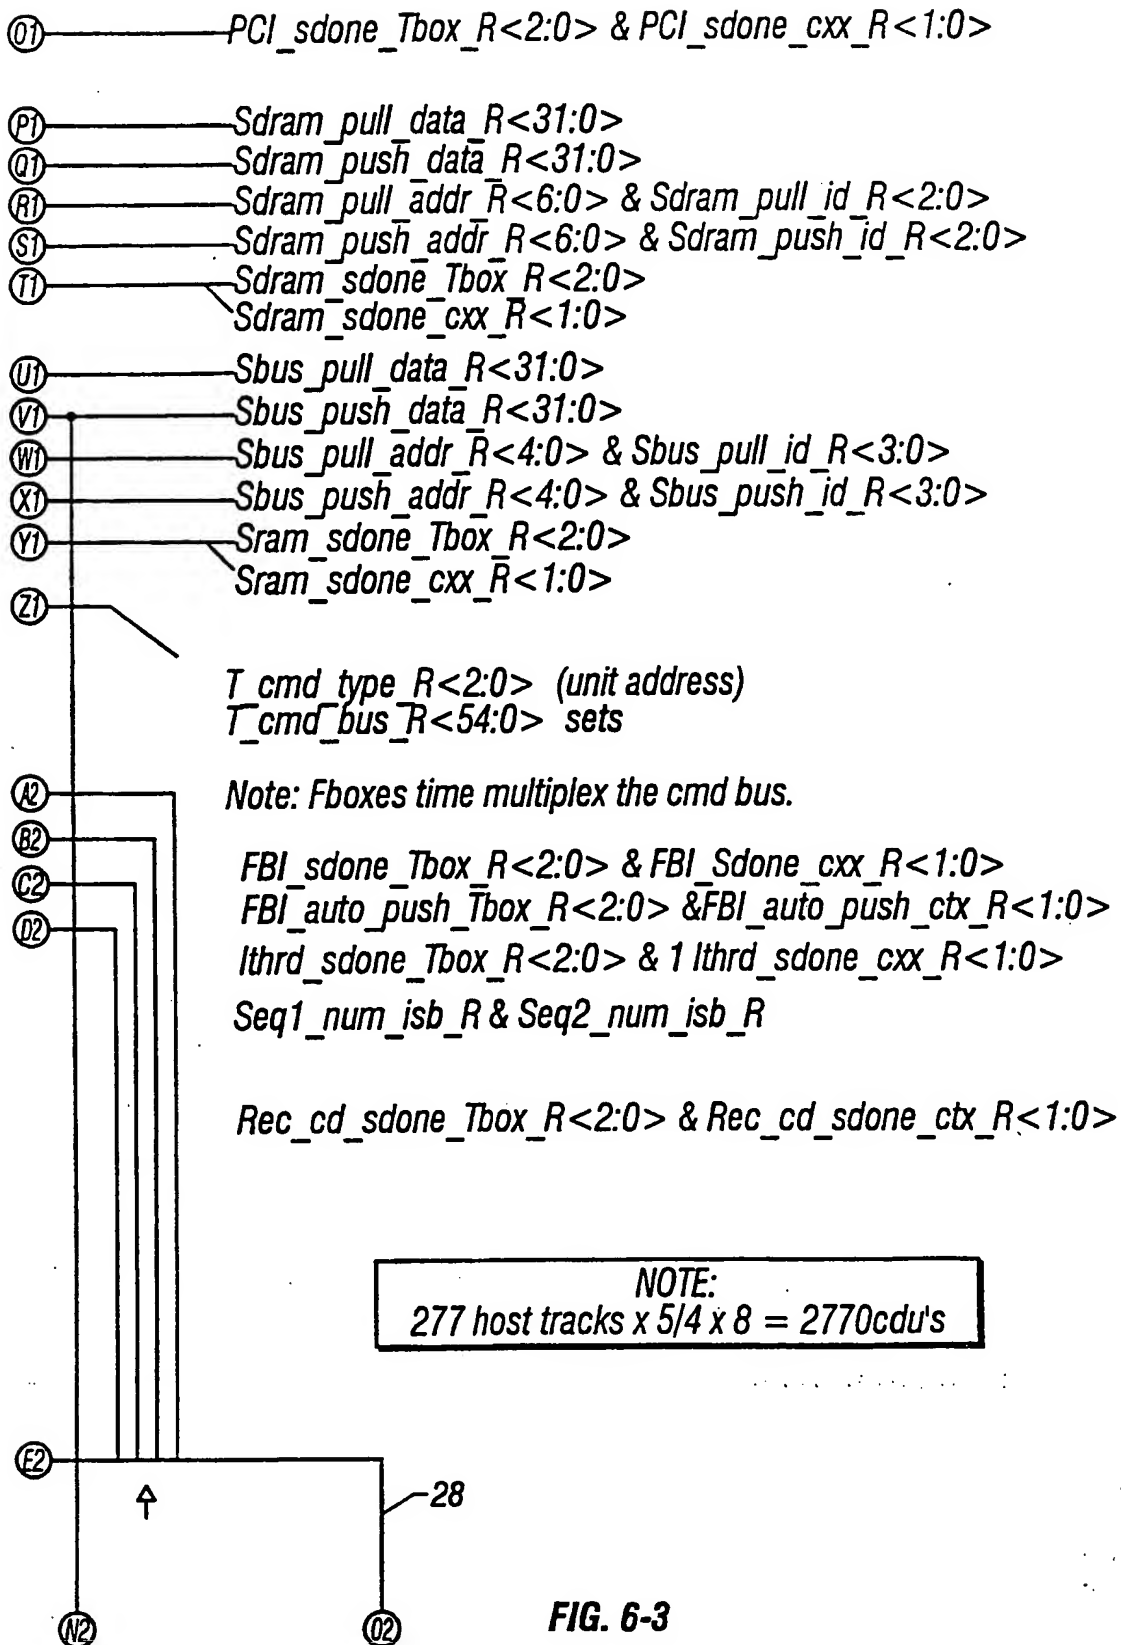 O1 PCI_sdone_Tbox_R<2:0> & PCI_sdone_cxx_R<1:0>
P1 Sdram_pull_data_R<31:0>
Q1 Sdram_push_data_R<31:0>
R1 Sdram_pull_addr_R<6:0> & Sdram_pull_id_R<2:0>
S1 Sdram_push_addr_R<6:0> & Sdram_push_id_R<2:0>
T1 Sdram_sdone_Tbox_R<2:0>
Sdram_sdone_cxx_R<1:0>
U1 Sbus_pull_data_R<31:0>
V1 Sbus_push_data_R<31:0>
W1 Sbus_pull_addr_R<4:0> & Sbus_pull_id_R<3:0>
X1 Sbus_push_addr_R<4:0> & Sbus_push_id_R<3:0>
Y1 Sram_sdone_Tbox_R<2:0>
Sram_sdone_cxx_R<1:0>
Z1
T_cmd_type_R<2:0> (unit address)
T_cmd_bus_R<54:0> sets
A2 Note: Fboxes time multiplex the cmd bus.
B2
FBI_sdone_Tbox_R<2:0> & FBI_Sdone_cxx_R<1:0>
C2
FBI_auto_push_Tbox_R<2:0> &FBI_auto_push_ctx_R<1:0>
D2
Ithrd_sdone_Tbox_R<2:0> & 1 Ithrd_sdone_cxx_R<1:0>
Seq1_num_isb_R & Seq2_num_isb_R
Rec_cd_sdone_Tbox_R<2:0> & Rec_cd_sdone_ctx_R<1:0>
NOTE:
277 host tracks x 5/4 x 8 = 2770cdu's
E2
28
N2 O2
FIG. 6-3